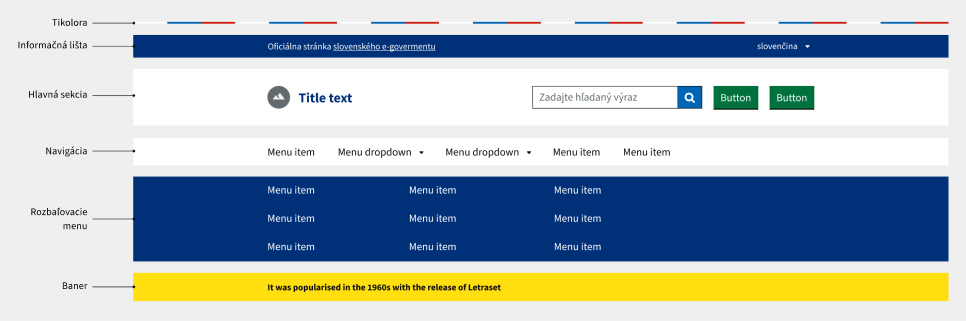 Tikolora
Informačná lišta
Oficiálna stránka slovenského e-govermentu
slovenčina
Hlavná sekcia
Title text
Zadajte hľadaný výraz
Button
Button
Navigácia
Menu item
Menu dropdown
Menu dropdown
Menu item
Menu item
Rozbaľovacie
menu
Menu item
Menu item
Menu item
Menu item
Menu item
Menu item
Menu item
Menu item
Menu item
Baner
It was popularised in the 1960s with the release of Letraset